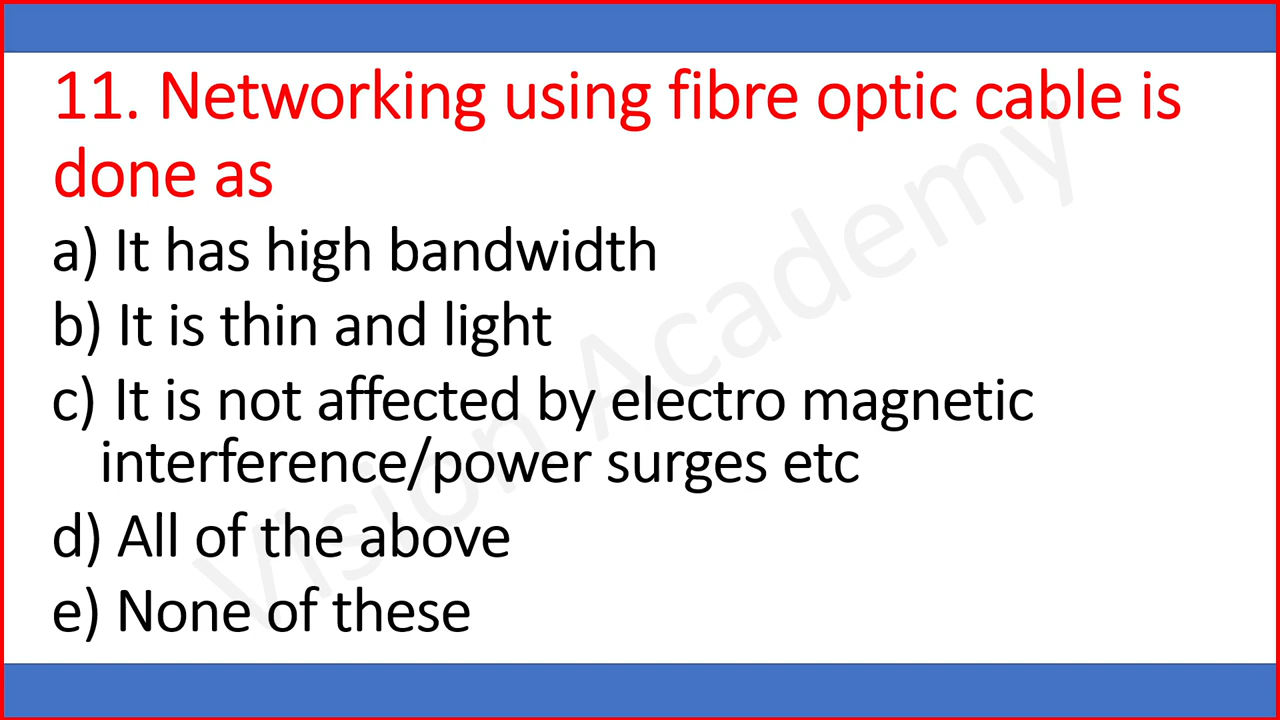 11. Networking using fibre optic cable is
done as
a) It has high bandwidth
b) It is thin and light
c) It is not affected by electro magnetic
interference/power surges etc
d) All of the above
e) None of these
Vision Academy